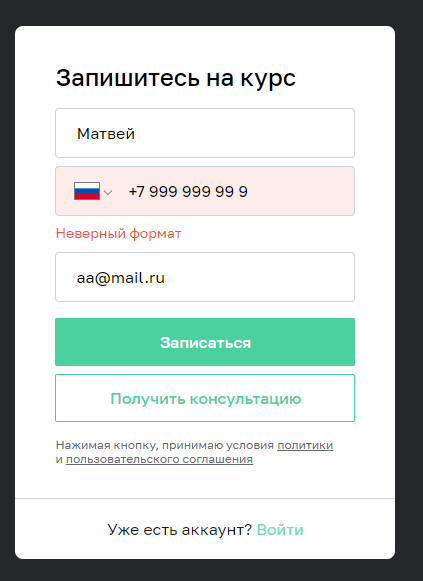 Запишитесь на курс
Матвей
+7 999 999 99 9
Неверный формат
aa@mail.ru
Записаться
Получить консультацию
Нажимая кнопку, принимаю условия политики
и пользовательского соглашения
Уже есть аккаунт? Войти